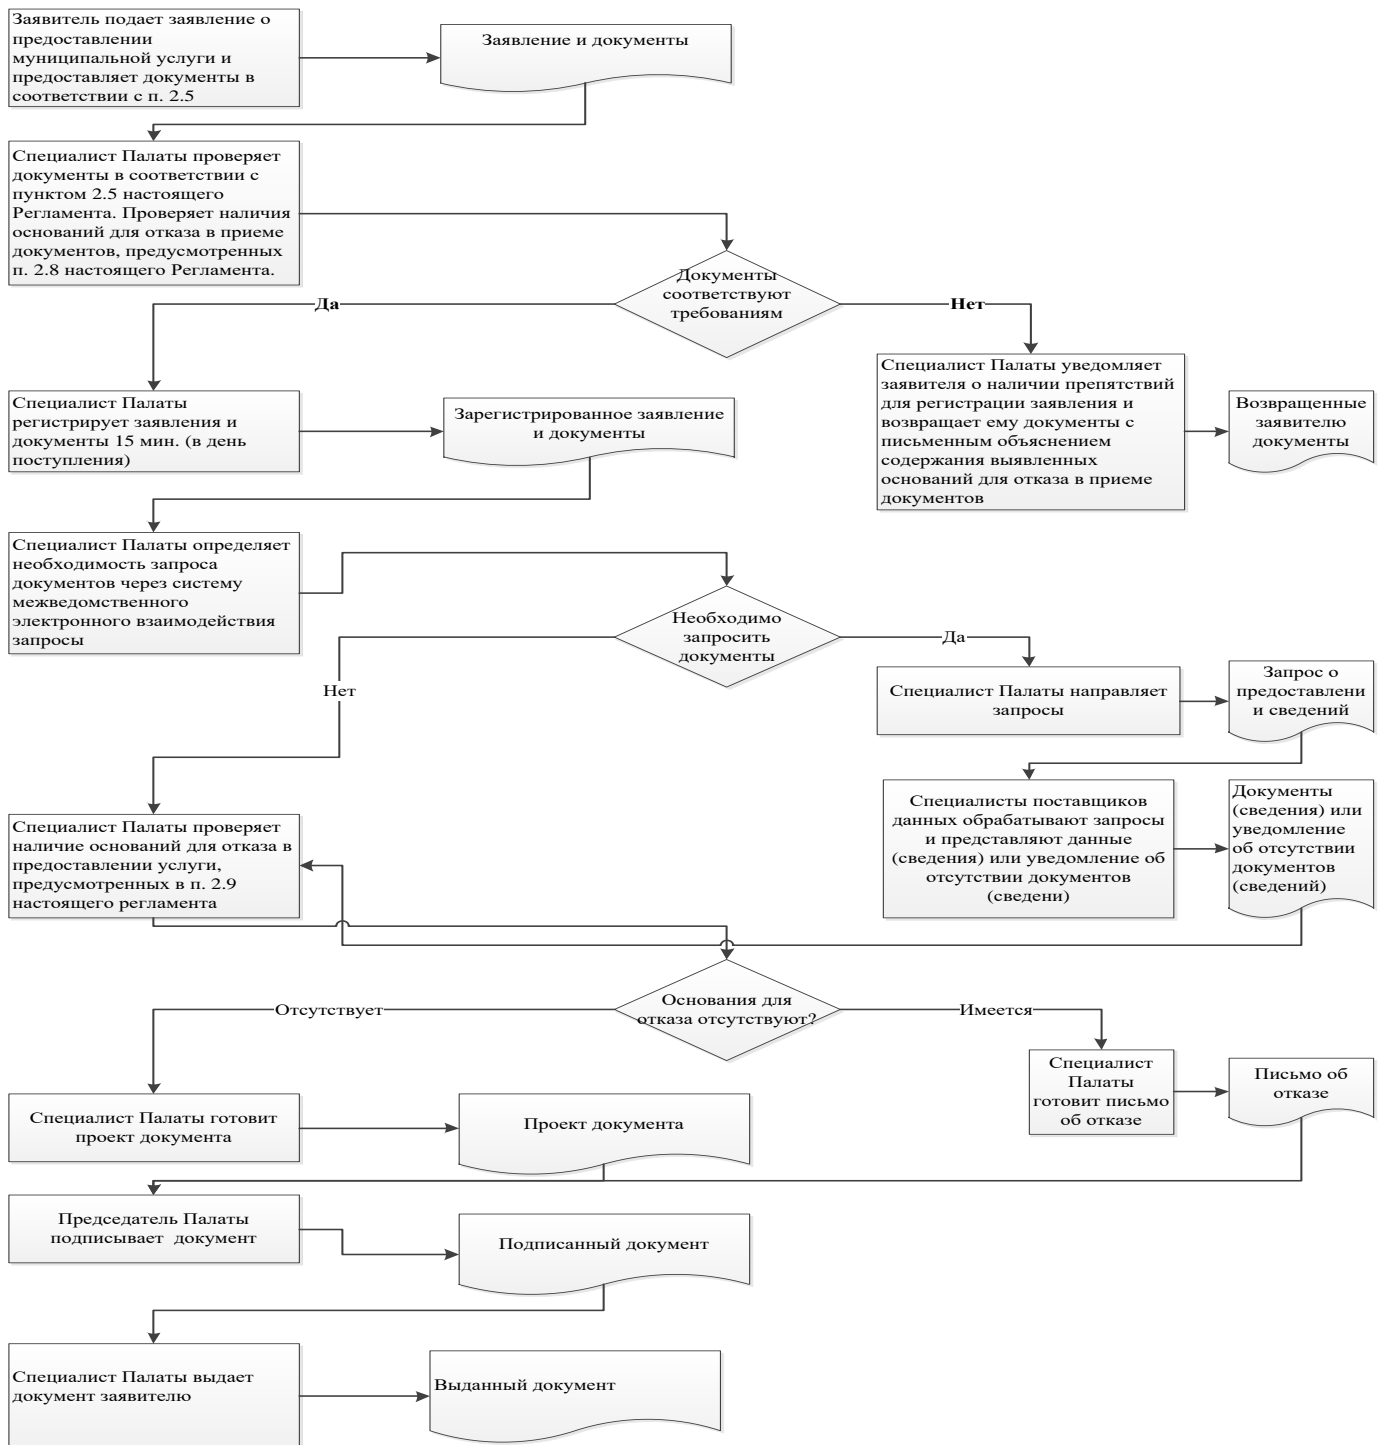 Заявитель подает заявление о
предоставлении
муниципальной услуги и
предоставляет документы в
соответствии с п. 2.5
Заявление и документы
Специалист Палаты проверяет
документы в соответствии с
пунктом 2.5 настоящего
Регламента. Проверяет наличия
оснований для отказа в приеме
документов, предусмотренных
п. 2.8 настоящего Регламента.
Документы
соответствуют
требованиям
Да
Нет
Специалист Палаты
регистрирует заявления и
документы 15 мин. (в день
поступления)
Зарегистрированное заявление
и документы
Специалист Палаты уведомляет
заявителя о наличии препятствий
для регистрации заявления и
возвращает ему документы с
письменным объяснением
содержания выявленных
оснований для отказа в приеме
документов
Возвращенные
заявителю
документы
Специалист Палаты определяет
необходимость запроса
документов через систему
межведомственного
электронного взаимодействия
запросы
Необходимо
запросить
документы
Да
Нет
Специалист Палаты направляет
запросы
Запрос о
предоставлени
и сведений
Специалисты поставщиков
данных обрабатывают запросы
и представляют данные
(сведения) или уведомление об
отсутствии документов
(сведени)
Документы
(сведения) или
уведомление
об отсутствии
документов
(сведений)
Специалист Палаты проверяет
наличие оснований для отказа в
предоставлении услуги,
предусмотренных в п. 2.9
настоящего регламента
Основания для
отказа отсутствуют?
Отсутствует
Имеется
Специалист
Палаты
готовит письмо
об отказе
Письмо об
отказе
Специалист Палаты готовит
проект документа
Проект документа
Председатель Палаты
подписывает  документ
Подписанный документ
Специалист Палаты выдает
документ заявителю
Выданный документ